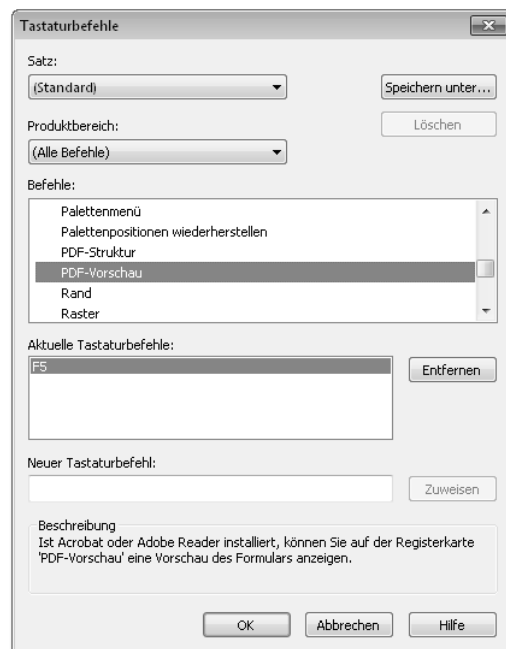 Tastaturbefehle
Satz:
(Standard)
Speichern unter...
Produktbereich:
Löschen
(Alle Befehle)
Befehle:
Palettenmenü
Palettenpositionen wiederherstellen
PDF-Struktur
PDF-Vorschau
Rand
Raster
Aktuelle Tastaturbefehle:
F5
Entfernen
Neuer Tastaturbefehl:
Zuweisen
Beschreibung
Ist Acrobat oder Adobe Reader installiert, können Sie auf der Registerkarte
'PDF-Vorschau' eine Vorschau des Formulars anzeigen.
OK
Abbrechen
Hilfe